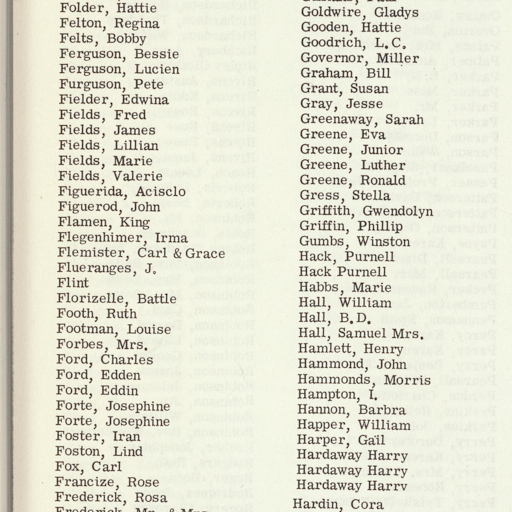 Folder, Hattie
Felton, Regina
Felts, Bobby
Ferguson, Bessie
Ferguson, Lucien
Furguson, Pete
Fielder, Edwina
Fields, Fred
Fields, James
Fields, Lillian
Fields, Marie
Fields, Valerie
Figuerida, Acisclo
Figuerod, John
Flamen, King
Flegenhimer, Irma
Flemister, Carl & Grace
Flueranges, J.
Flint
Florizelle, Battle
Footh, Ruth
Footman, Louise
Forbes, Mrs.
Ford, Charles
Ford, Edden
Ford, Eddin
Forte, Josephine
Forte, Josephine
Foster, Iran
Foston, Lind
Fox, Carl
Francize, Rose
Frederick, Rosa
Frederick, Mr. & Mrs.
Goldwire, Gladys
Gooden, Hattie
Goodrich, L.C.
Governor, Miller
Graham, Bill
Grant, Susan
Gray, Jesse
Greenaway, Sarah
Greene, Eva
Greene, Junior
Greene, Luther
Greene, Ronald
Gress, Stella
Griffith, Gwendolyn
Griffin, Phillip
Gumbs, Winston
Hack, Purnell
Hack Purnell
Habbs, Marie
Hall, William
Hall, B.D.
Hall, Samuel Mrs.
Hamlett, Henry
Hammond, John
Hammonds, Morris
Hampton, I.
Hannon, Barbra
Happer, William
Harper, Gail
Hardaway Harry
Hardaway Harry
Hardaway Harry
Hardin, Cora